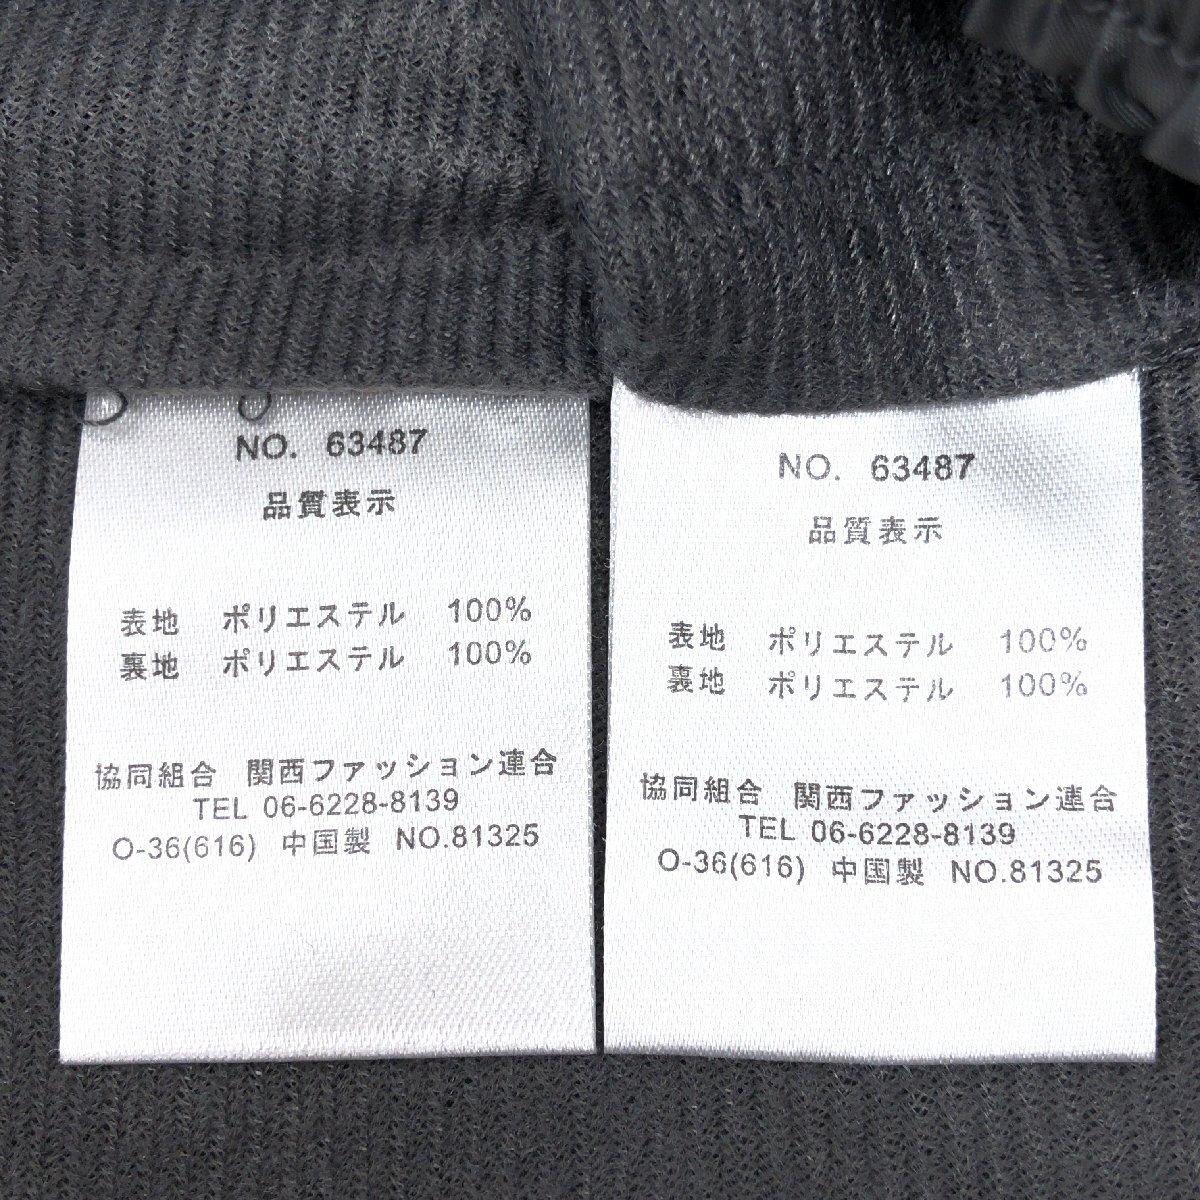 NO. 63487
品質表示
表地 ポリエステル 100%
裏地 ポリエステル 100%
協同組合 関西ファッション連合
TEL 06-6228-8139
O-36(616) 中国製 NO.81325
NO. 63487
品質表示
表地 ポリエステル 100%
裏地 ポリエステル 100%
協同組合 関西ファッション連合
TEL 06-6228-8139
O-36(616) 中国製 NO.81325